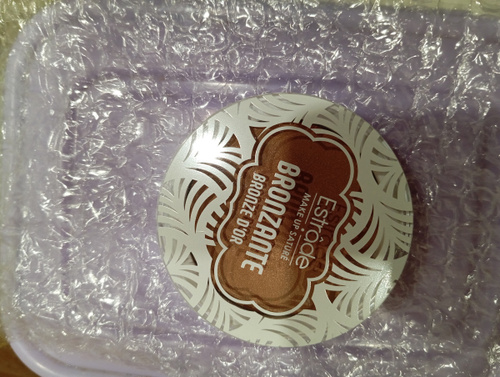 Estrade
MAKE UP SATURÉ
BRONZANTE
BRONZE D'OR